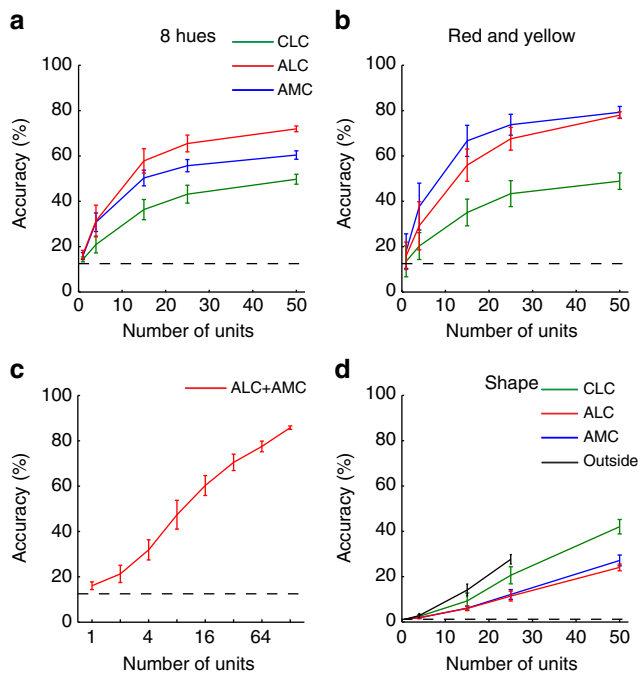 a
8 hues
CLC
ALC
AMC
Accuracy (%)
100
80
60
40
20
0
0 10 20 30 40 50
Number of units
b
Red and yellow
Accuracy (%)
100
80
60
40
20
0
0 10 20 30 40 50
Number of units
c
ALC+AMC
Accuracy (%)
100
80
60
40
20
0
1 4 16 64
Number of units
d
Shape
CLC
ALC
AMC
Outside
Accuracy (%)
100
80
60
40
20
0
0 10 20 30 40 50
Number of units